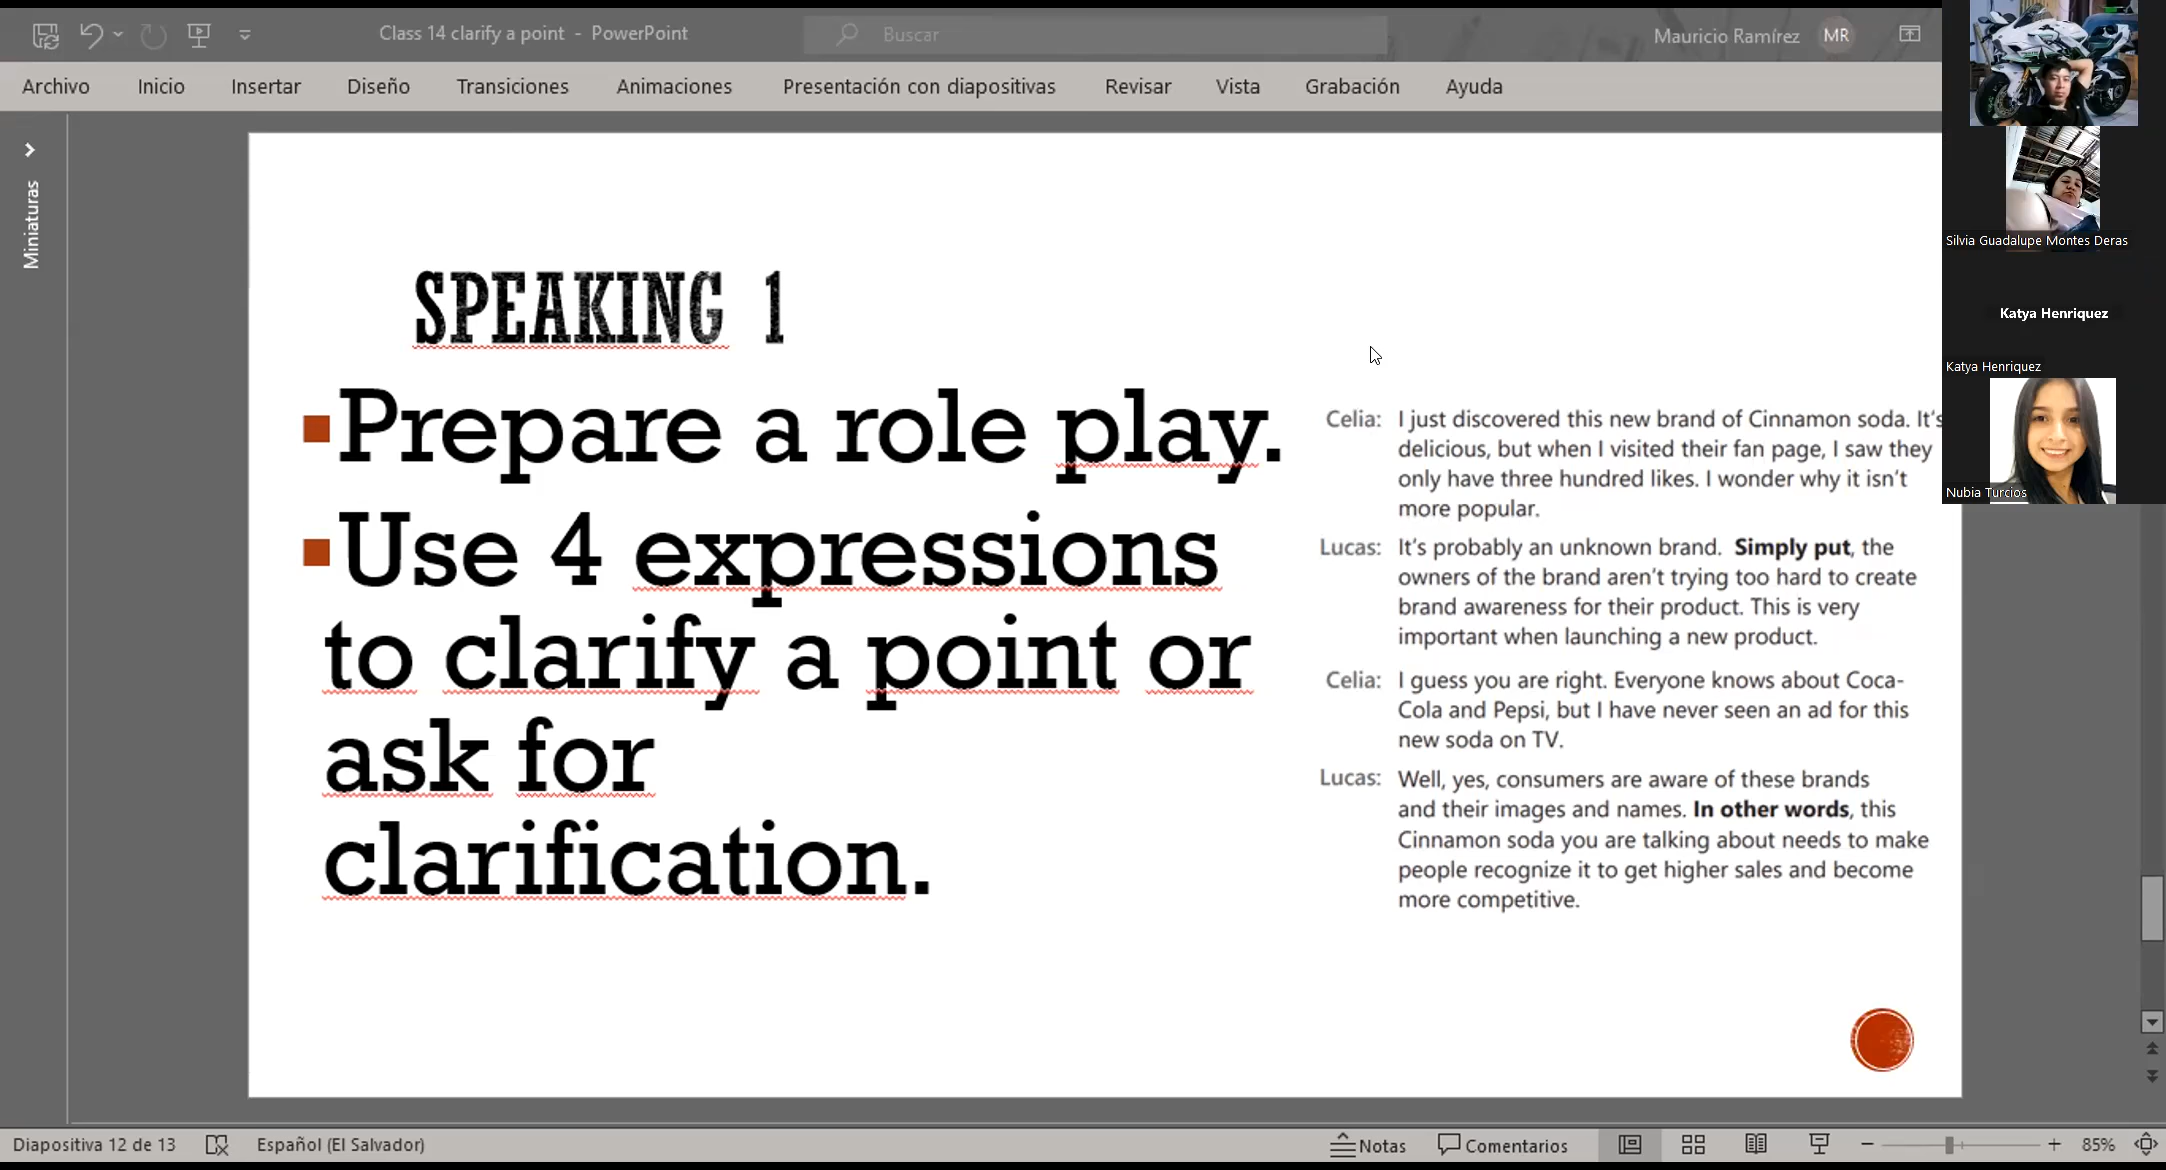 Class 14 clarify a point - PowerPoint
Buscar
Mauricio Ramírez MR
Archivo Inicio Insertar Diseño Transiciones Animaciones Presentación con diapositivas Revisar Vista Grabación Ayuda
Miniaturas
SPEAKING 1
Prepare a role play.
Use 4 expressions
to clarify a point or
ask for
clarification.
Celia: I just discovered this new brand of Cinnamon soda. It's
delicious, but when I visited their fan page, I saw they
only have three hundred likes. I wonder why it isn't
more popular.
Lucas: It's probably an unknown brand. Simply put, the
owners of the brand aren't trying too hard to create
brand awareness for their product. This is very
important when launching a new product.
Celia: I guess you are right. Everyone knows about Coca-
Cola and Pepsi, but I have never seen an ad for this
new soda on TV.
Lucas: Well, yes, consumers are aware of these brands
and their images and names. In other words, this
Cinnamon soda you are talking about needs to make
people recognize it to get higher sales and become
more competitive.
Silvia Guadalupe Montes Deras
Katya Henriquez
Katya Henriquez
Nubia Turcios
Diapositiva 12 de 13 Español (El Salvador) Notas Comentarios 85%